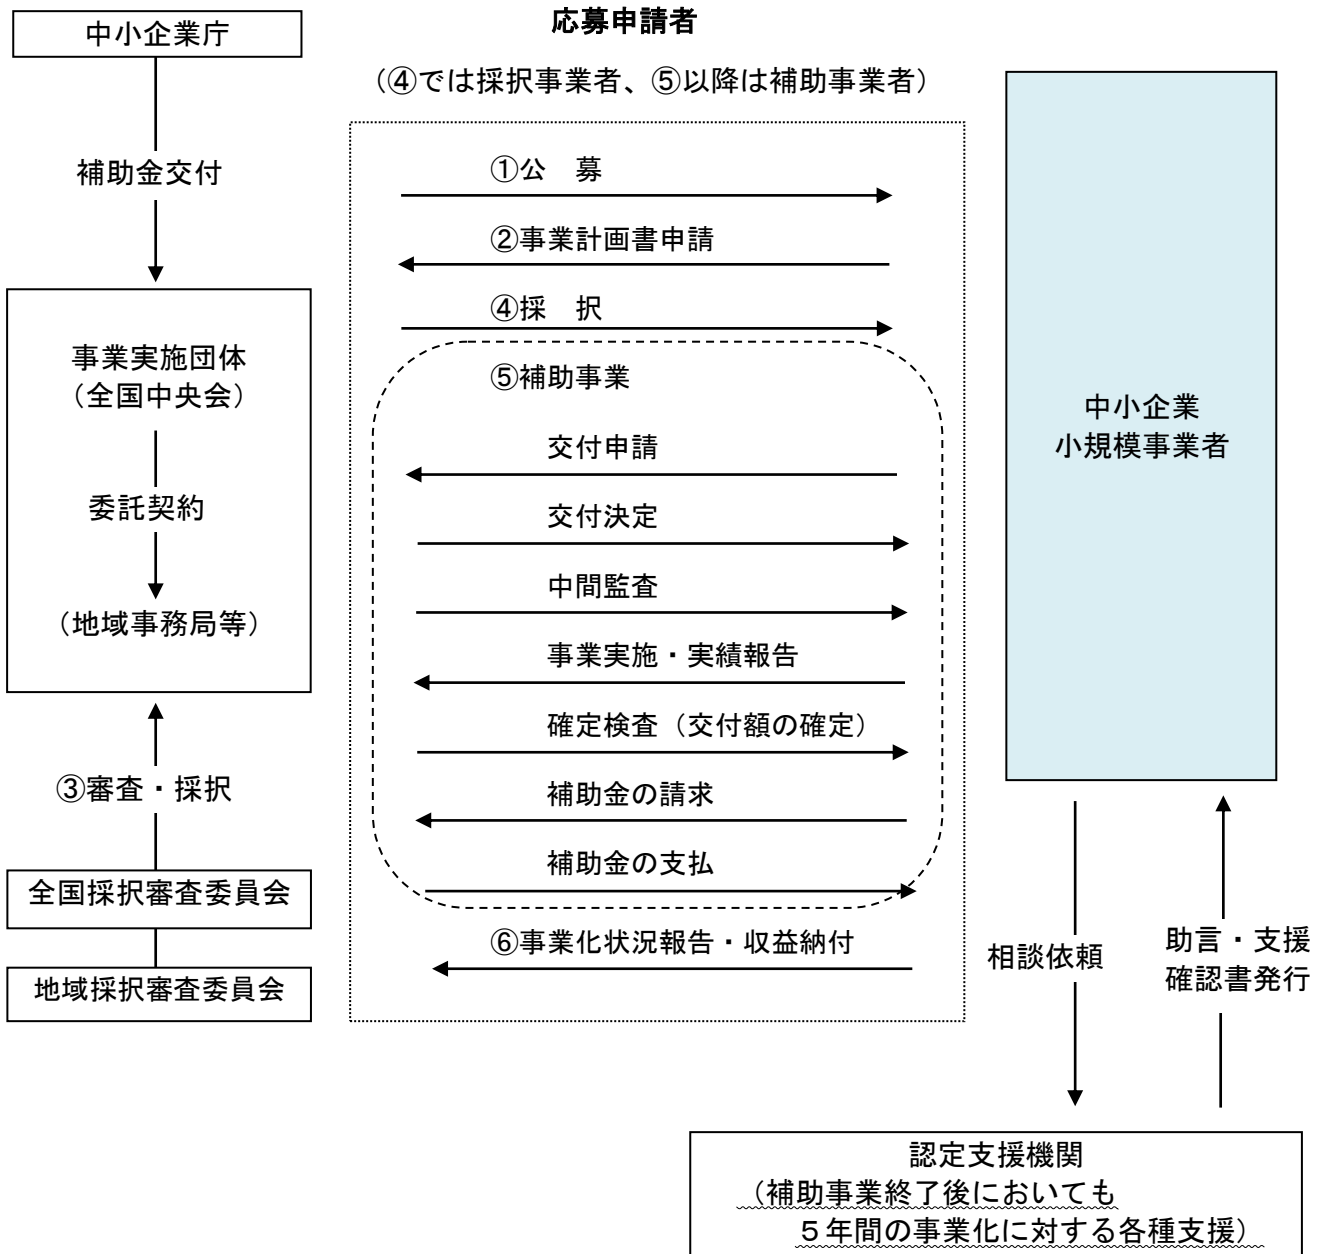 中小企業庁
応募申請者
（④では採択事業者、⑤以降は補助事業者）
補助金交付
事業実施団体
（全国中央会）
委託契約
（地域事務局等）
③審査・採択
全国採択審査委員会
地域採択審査委員会
①公　募
②事業計画書申請
④採　択
⑤補助事業
交付申請
交付決定
中間監査
事業実施・実績報告
確定検査（交付額の確定）
補助金の請求
補助金の支払
⑥事業化状況報告・収益納付
中小企業
小規模事業者
相談依頼
助言・支援
確認書発行
認定支援機関
（補助事業終了後においても
５年間の事業化に対する各種支援）